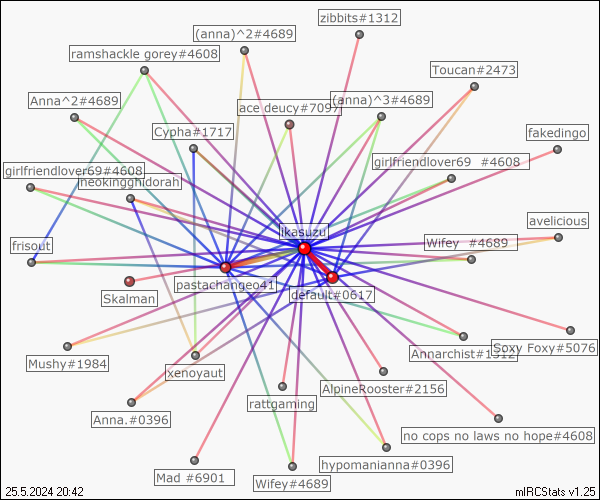 zibbits#1312
(anna)^2#4689
ramshackle gorey#4608
Toucan#2473
Anna^2#4689
ace deucy#7097
(anna)^3#4689
Cypha#1717
fakedingo
girlfriendlover69 #4608
girlfriendlover69#4608
neokingghidorah
avelicious
Ikasuzu
frisout
Wifey #4689
pastachangeo41
default#0617
Skalman
Soxy Foxy#5076
Annarchist#1312
Mushy#1984
xenoyaut
AlpineRooster#2156
rattgaming
Anna.#0396
no cops no laws no hope#4608
hypomanianna#0396
Mad #6901
Wifey#4689
25.5.2024 20:42
mIRCStats v1.25